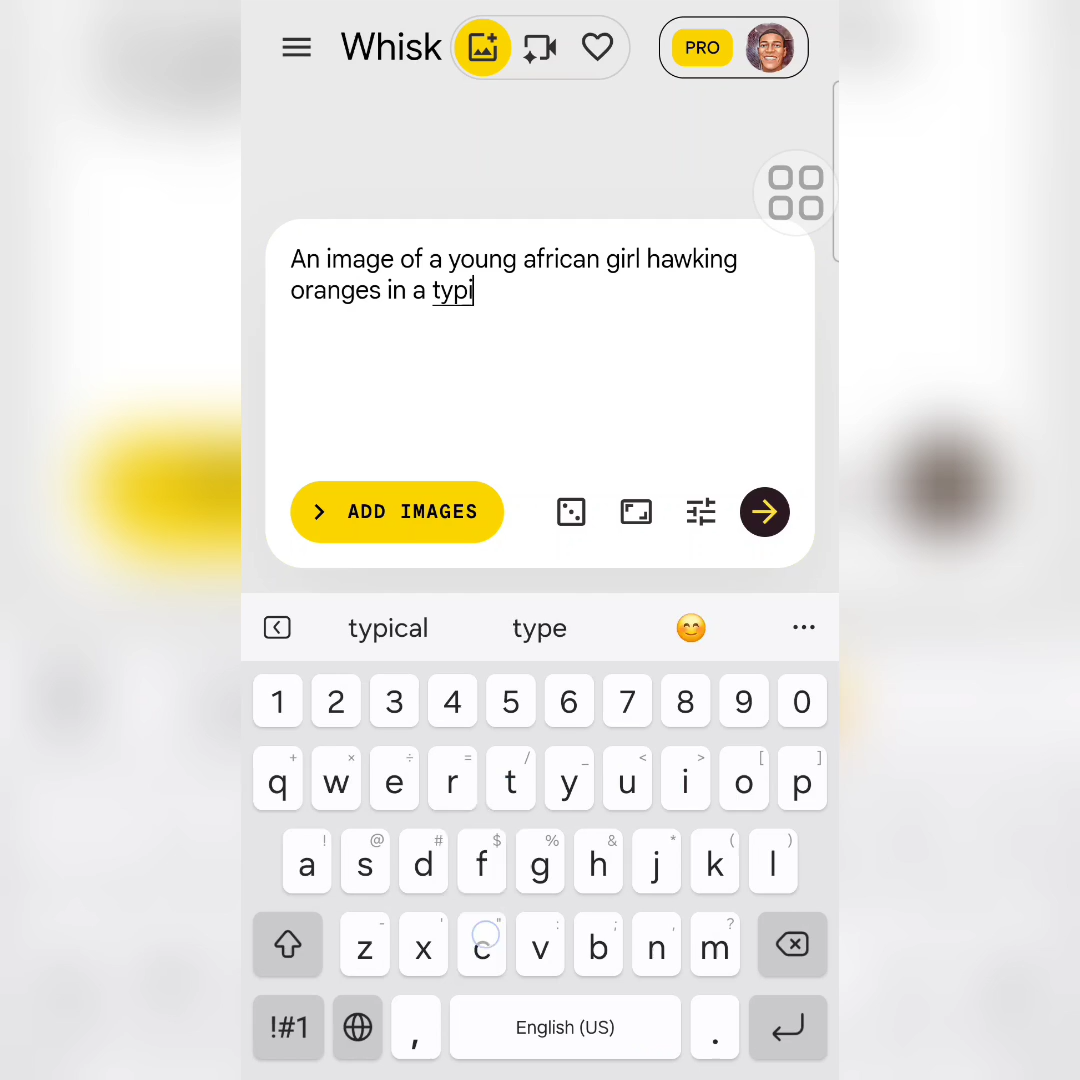 Whisk
PRO
An image of a young african girl hawking
oranges in a typi
> ADD IMAGES
typical type 😊 ...
1 2 3 4 5 6 7 8 9 0
+ × ÷ = / _ < > [ ]
q w e r t y u i o p
! @ # $ % & * ( )
a s d f g h j k l
- ' " : ; , ?
z x c v b n m
!#1 , English (US) .